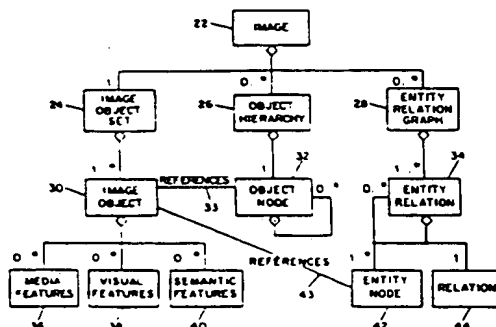 22
IMAGE
1
0..*
0..*
24
IMAGE OBJECT SET
26
OBJECT HIERARCHY
28
ENTITY RELATION GRAPH
1..*
1
1..*
32
34
30
IMAGE OBJECT
REFERENCES
33
OBJECT NODE
0..*
0..*
ENTITY RELATION
0..*
0..*
0..*
REFERENCES
43
1..*
1
MEDIA FEATURES
VISUAL FEATURES
SEMANTIC FEATURES
ENTITY NODE
RELATION
36
38
40
42
44